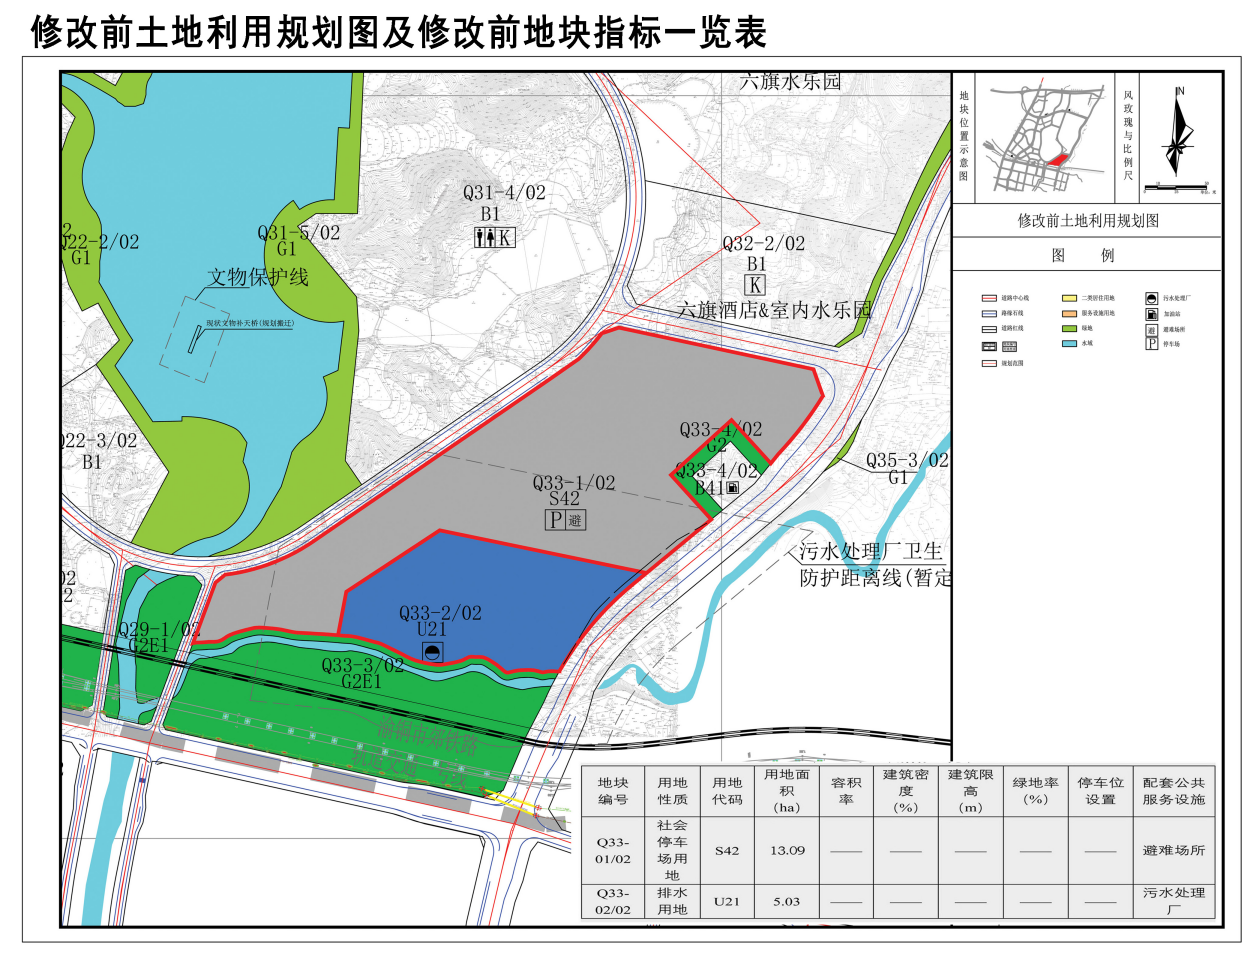 修改前土地利用规划图及修改前地块指标一览表
六旗水乐园
地块位置示意图
风玫瑰与比例尺
N
修改前土地利用规划图
图 例
道路中心线
二类居住用地
污水处理厂
路缘石线
服务设施用地
加油站
道路红线
绿地
避
避难场所
水域
P
停车场
规划范围
Q31-4/02
B1
K
Q22-2/02
G1
Q31-5/02
G1
文物保护线
现状文物补天桥(规划搬迁)
Q32-2/02
B1
K
六旗酒店&室内水乐园
Q22-3/02
B1
Q33-4/02
G2
Q33-4/02
B41
Q35-3/02
G1
Q33-1/02
S42
P 避
污水处理厂卫生
防护距离线(暂定
Q33-2/02
U21
Q29-1/02
G2E1
Q33-3/02
G2E1
地块编号 用地性质 用地代码 用地面积(ha) 容积率 建筑密度(%) 建筑限高(m) 绿地率(%) 停车位设置 配套公共服务设施
Q33-01/02 社会停车场用地 S42 13.09 —— —— —— —— —— 避难场所
Q33-02/02 排水用地 U21 5.03 —— —— —— —— —— 污水处理厂